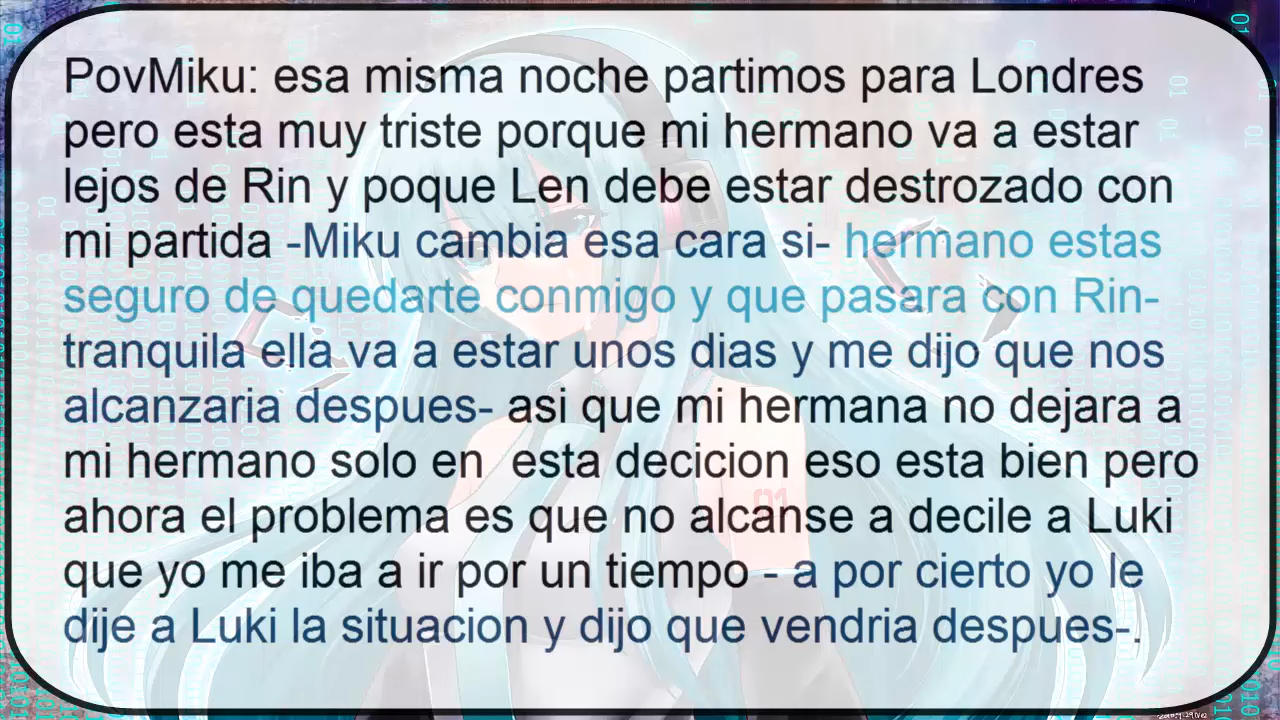 PovMiku: esa misma noche partimos para Londres
pero esta muy triste porque mi hermano va a estar
lejos de Rin y poque Len debe estar destrozado con
mi partida -Miku cambia esa cara si- hermano estas
seguro de quedarte conmigo y que pasara con Rin-
tranquila ella va a estar unos dias y me dijo que nos
alcanzaria despues- asi que mi hermana no dejara a
mi hermano solo en  esta decicion eso esta bien pero
ahora el problema es que no alcanse a decile a Luki
que yo me iba a ir por un tiempo - a por cierto yo le
dije a Luki la situacion y dijo que vendria despues-.
01